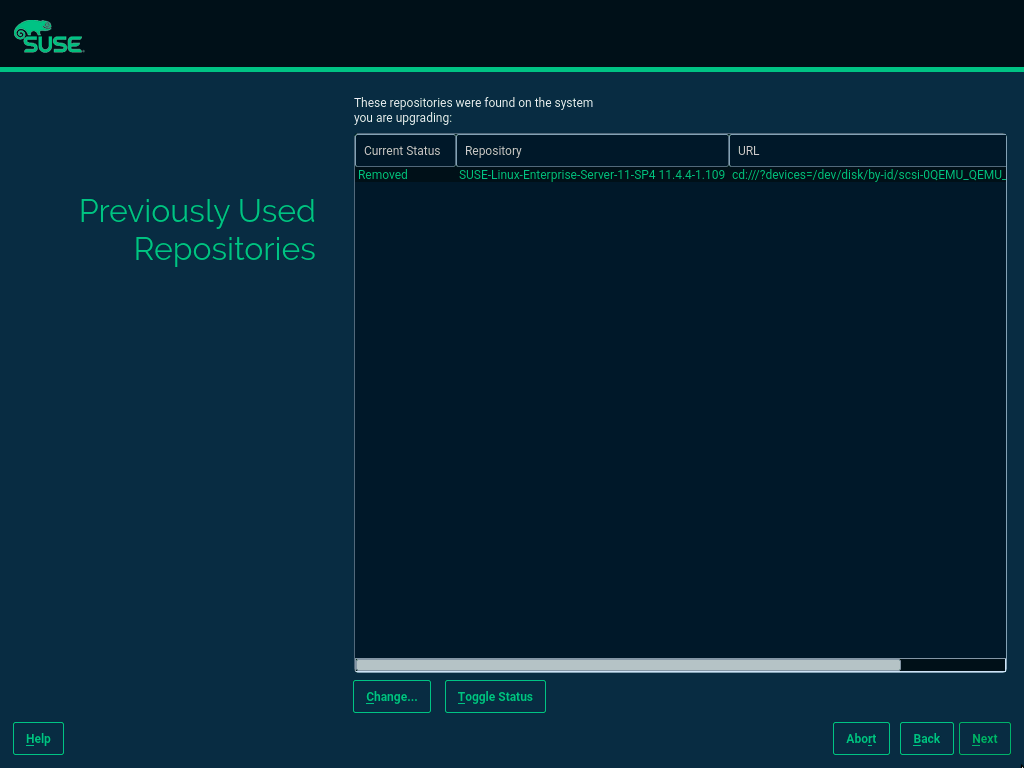 SUSE
These repositories were found on the system
you are upgrading:
Current Status Repository URL
Removed SUSE-Linux-Enterprise-Server-11-SP4 11.4.4-1.109 cd:///?devices=/dev/disk/by-id/scsi-0QEMU_QEMU_
Previously Used
Repositories
Change... Toggle Status
Help Abort Back Next